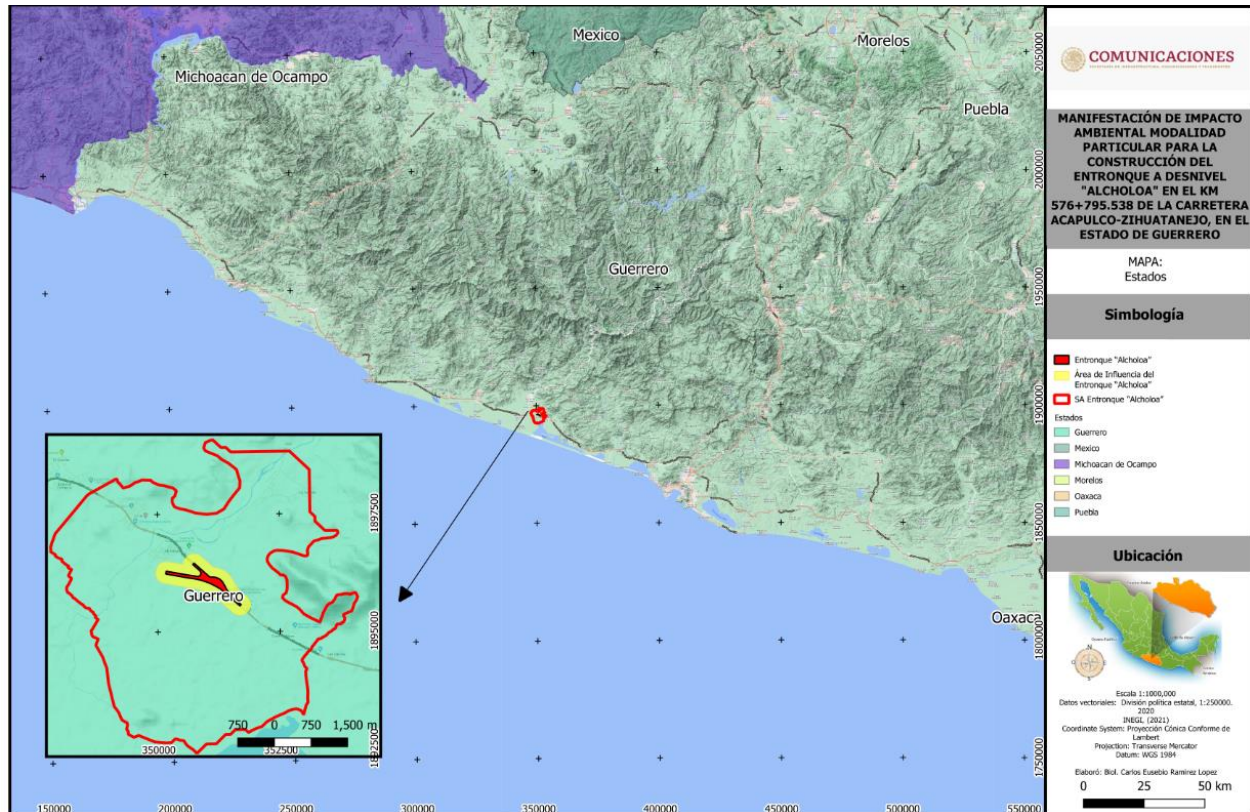 Michoacan de Ocampo
Mexico
Morelos
Puebla
Guerrero
Oaxaca
2050000
2000000
1950000
1900000
1850000
1800000
1750000
150000
200000
250000
300000
350000
400000
450000
500000
550000
Guerrero
1897500
1895000
1892500
750 0 750 1,500 m
350000
352500
COMUNICACIONES
MANIFESTACIÓN DE IMPACTO
AMBIENTAL MODALIDAD
PARTICULAR PARA LA
CONSTRUCCIÓN DEL
ENTRONQUE A DESNIVEL
"ALCHOLOA" EN EL KM
576+795.538 DE LA CARRETERA
ACAPULCO-ZIHUATANEJO, EN EL
ESTADO DE GUERRERO
MAPA:
Estados
Simbología
Entronque "Alcholoa"
Área de Influencia del
Entronque "Alcholoa"
SA Entronque "Alcholoa"
Estados
Guerrero
Mexico
Michoacan de Ocampo
Morelos
Oaxaca
Puebla
Ubicación
N
S
Escala 1:1000,000
Datos vectoriales: División política estatal, 1:250000.
2020
INEGI, (2021)
Coordinate System: Proyección Cónica Conforme de
Lambert
Projection: Transverse Mercator
Datum: WGS 1984
Elaboró: Biol. Carlos Eusebio Ramirez Lopez
0 25 50 km